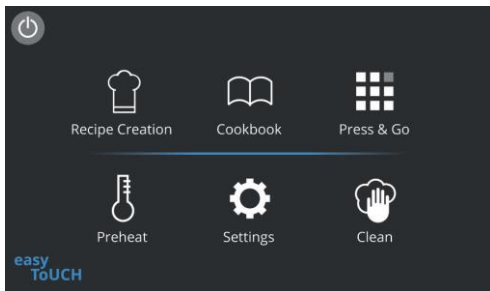 Recipe Creation
Cookbook
Press & Go
Preheat
Settings
Clean
easy
ToUCH